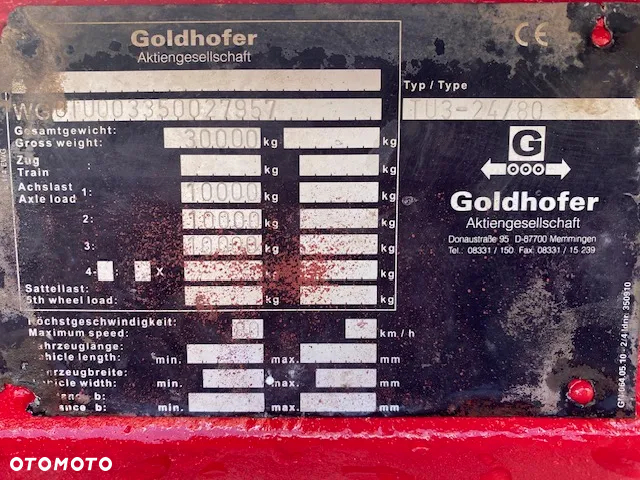 Goldhofer
Aktiengesellschaft
CE
Typ / Type
TU3-24/80
Gesamtgewicht:
Gross weight: 30000 kg kg
Zug
Train : kg kg
Achslast
Axle load 1: 10000 kg kg
2: 10000 kg kg
3: kg kg
4- : x kg kg
Sattellast:
5th wheel load: kg kg
Höchstgeschwindigkeit:
Maximum speed: km/h
Fahrzeuglänge:
Vehicle length: min. max. mm
Fahrzeugbreite:
Vehicle width: min. max. mm
b:
b: min. max. mm
G
Goldhofer
Aktiengesellschaft
Donaustraße 95 D-87700 Memmingen
Tel.: 08331 / 150 Fax: 08331 / 15 239
OTOMOTO